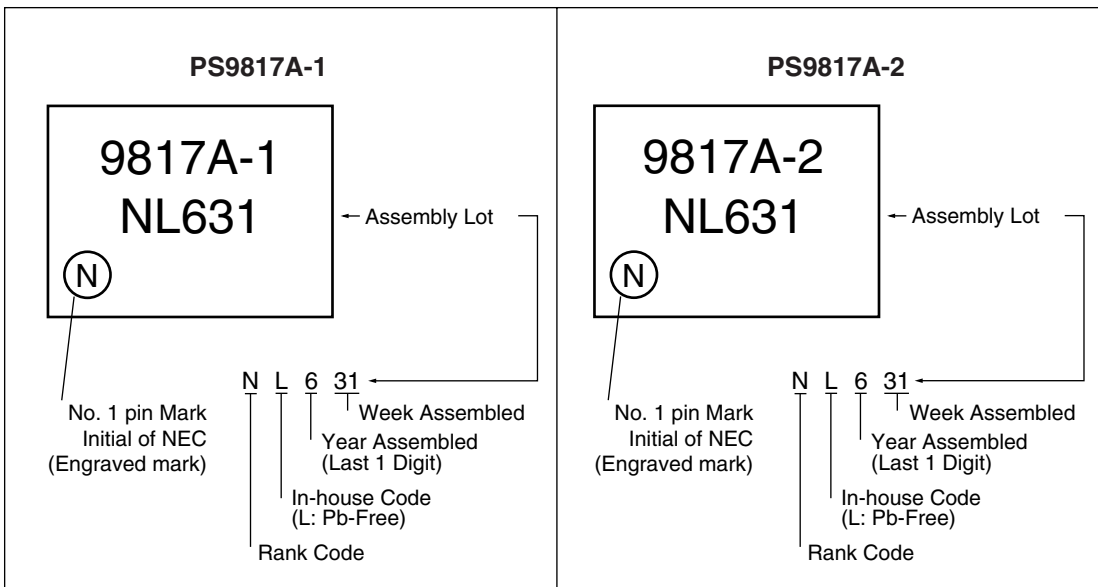 PS9817A-1
9817A-1
NL631
N
Assembly Lot
N L 6 31
No. 1 pin Mark
Initial of NEC
(Engraved mark)
Week Assembled
Year Assembled
(Last 1 Digit)
In-house Code
(L: Pb-Free)
Rank Code
PS9817A-2
9817A-2
NL631
N
Assembly Lot
N L 6 31
No. 1 pin Mark
Initial of NEC
(Engraved mark)
Week Assembled
Year Assembled
(Last 1 Digit)
In-house Code
(L: Pb-Free)
Rank Code